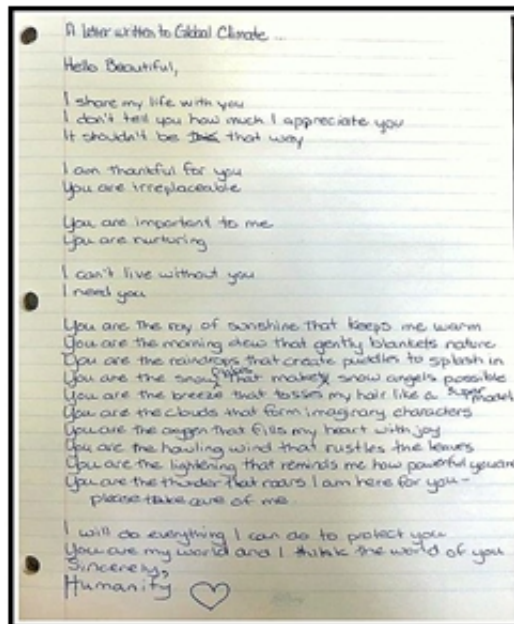 A letter written to Global Climate...
Hello Beautiful,
I share my life with you
I don't tell you how much I appreciate you
It shouldn't be that way
I am thankful for you
You are irreplaceable
You are important to me
You are nurturing
I can't live without you
I need you
You are the ray of sunshine that keeps me warm
You are the morning dew that gently blankets nature
You are the raindrops that create puddles to splash in
You are the snow flakes that make snow angels possible
You are the breeze that tosses my hair like a super model
You are the clouds that form imaginary characters
You are the oxygen that fills my heart with joy
You are the howling wind that rustles the leaves
You are the lightening that reminds me how powerful you are
You are the thunder that roars I am here for you-
please take care of me.
I will do everything I can do to protect you
You are my world and I think the world of you
Sincerely,
Humanity